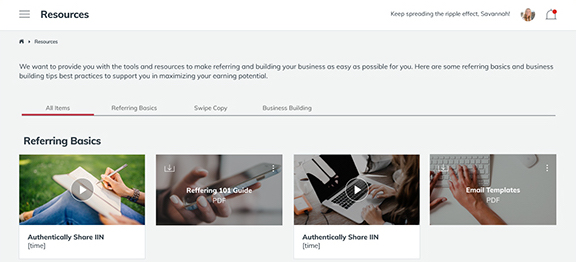 Resources
Keep spreading the ripple effect, Savannah!
Resources
We want to provide you with the tools and resources to make referring and building your business as easy as possible for you. Here are some referring basics and business
building tips best practices to support you in maximizing your earning potential.
All Items
Referring Basics
Swipe Copy
Business Building
Referring Basics
Reffering 101 Guide
PDF
Email Templates
PDF
Authentically Share IIN
[time]
Authentically Share IIN
[time]